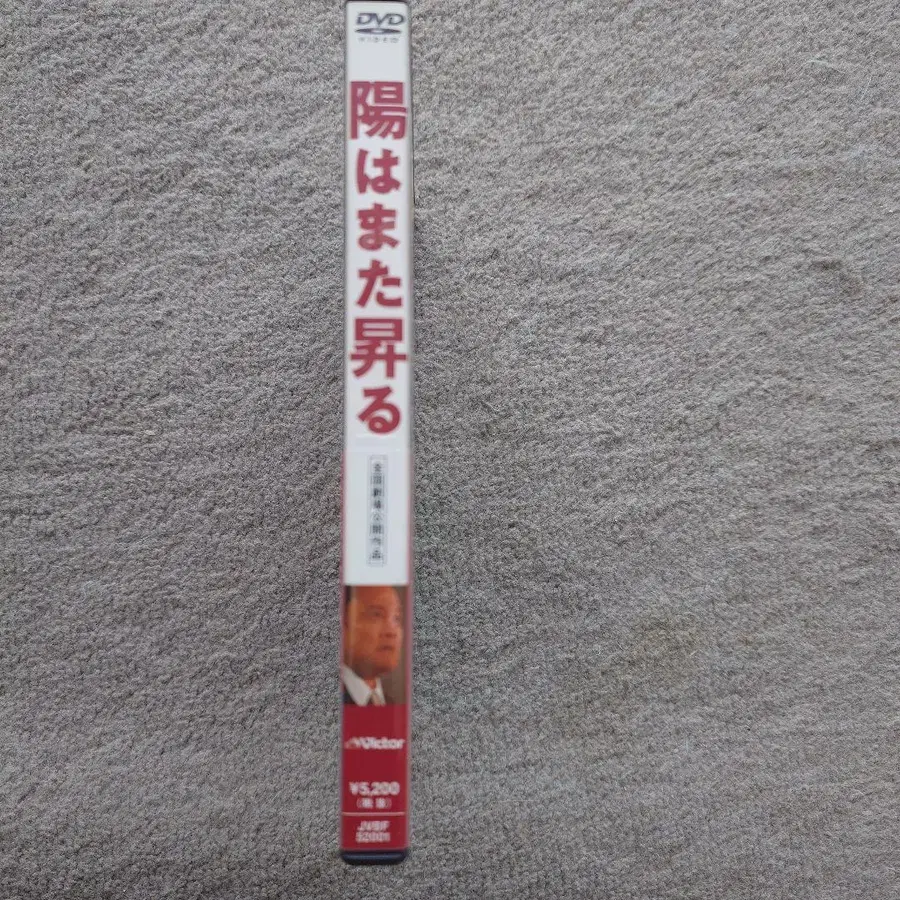 DVD
VIDEO
陽はまた昇る
[全国劇場公開作品]
Victor
¥5,200
(税抜)
JVBF
52001